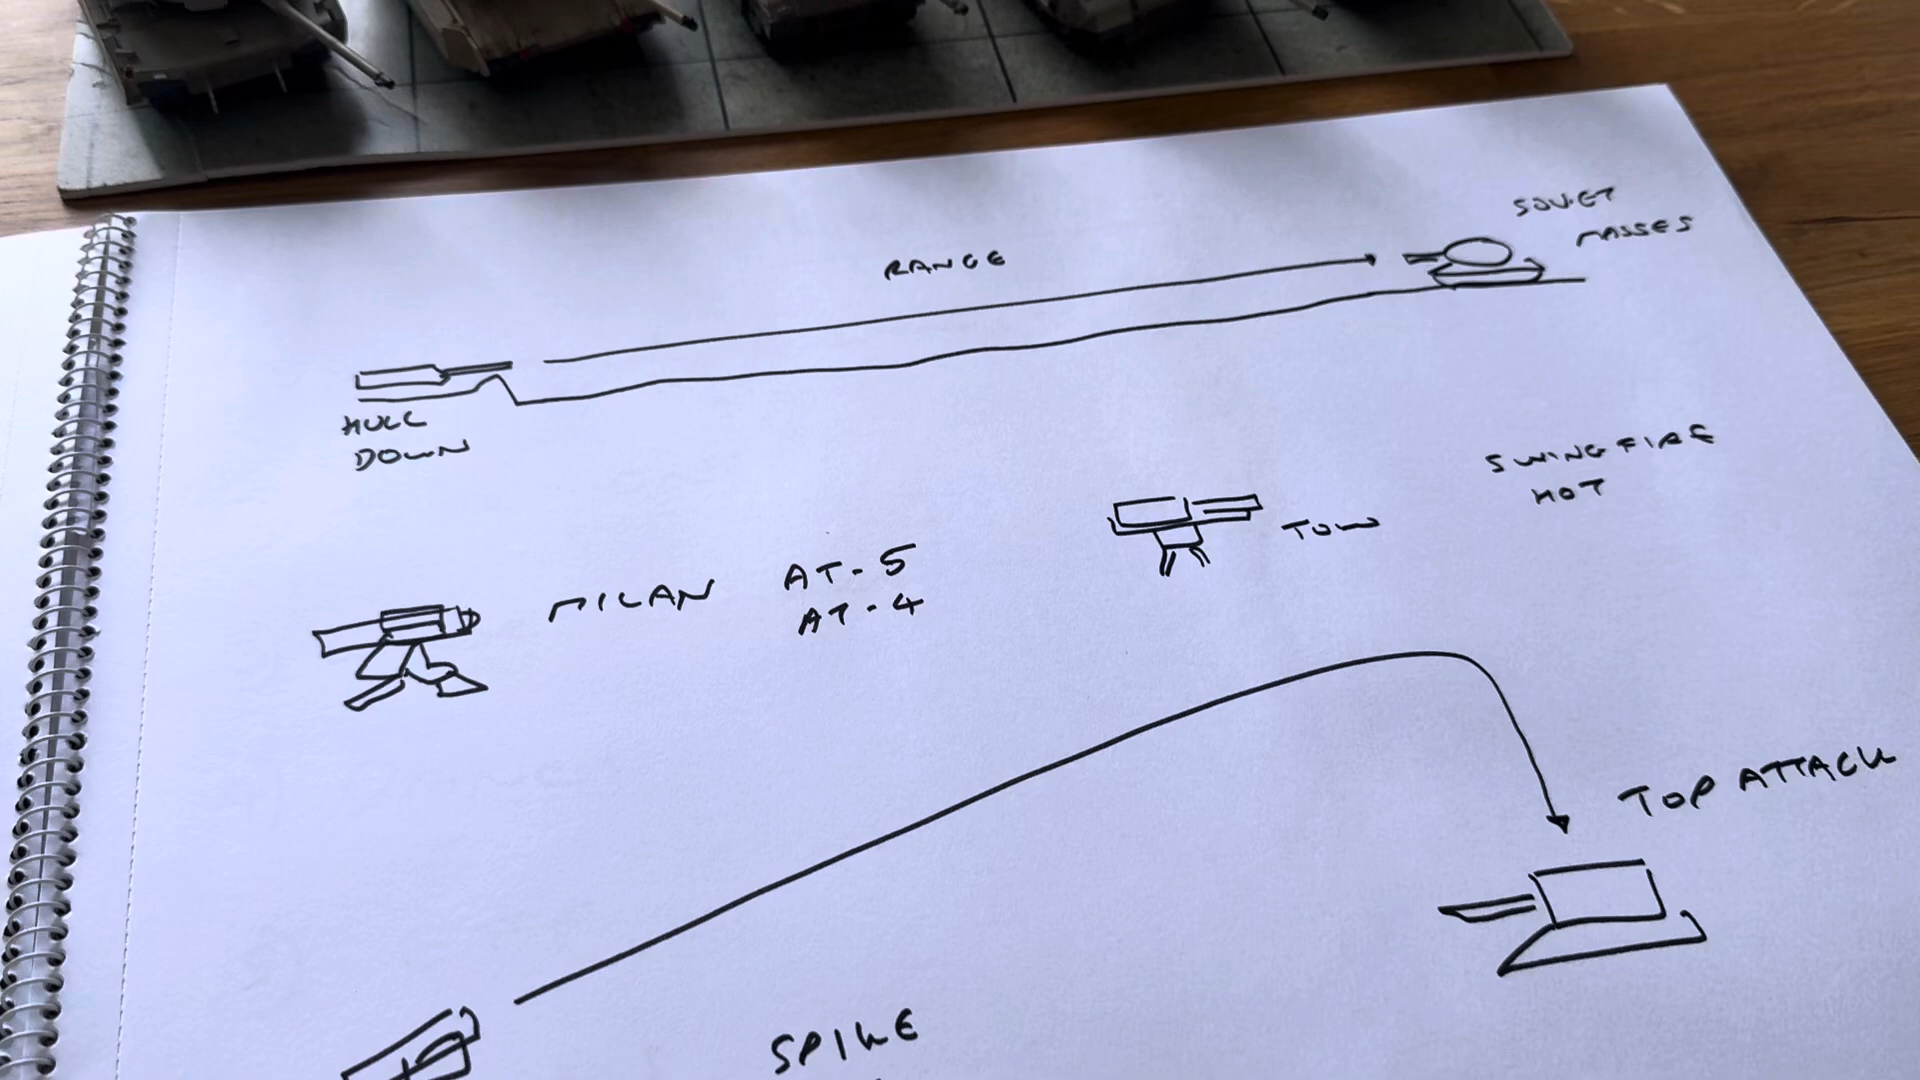 SOVIET
MASSES
RANGE
HULL
DOWN
SWINGFIRE
HOT
TOW
MILAN AT-5
AT-4
TOP ATTACK
SPIKE